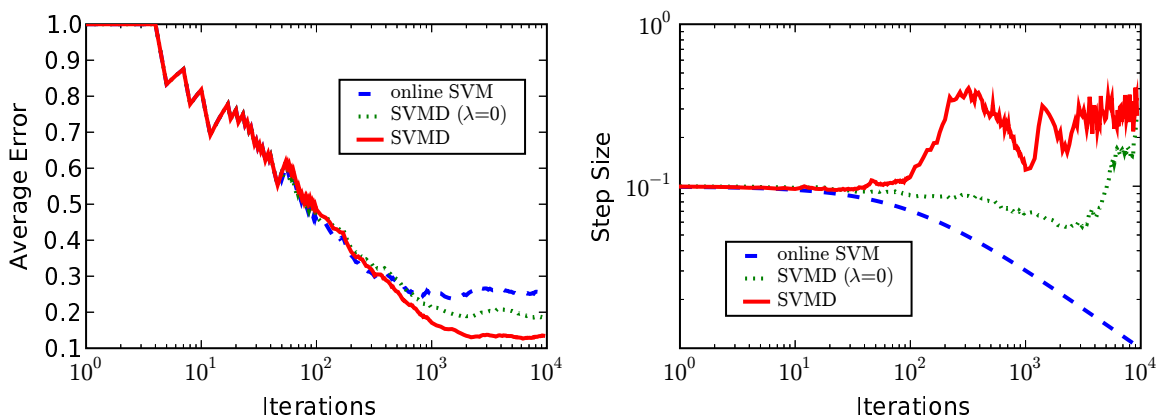 1.0
0.9
0.8
0.7
0.6
0.5
0.4
0.3
0.2
0.1
Average Error
10^0
10^1
10^2
10^3
10^4
Iterations
online SVM
SVMD (λ=0)
SVMD
10^0
10^{-1}
Step Size
10^0
10^1
10^2
10^3
10^4
Iterations
online SVM
SVMD (λ=0)
SVMD